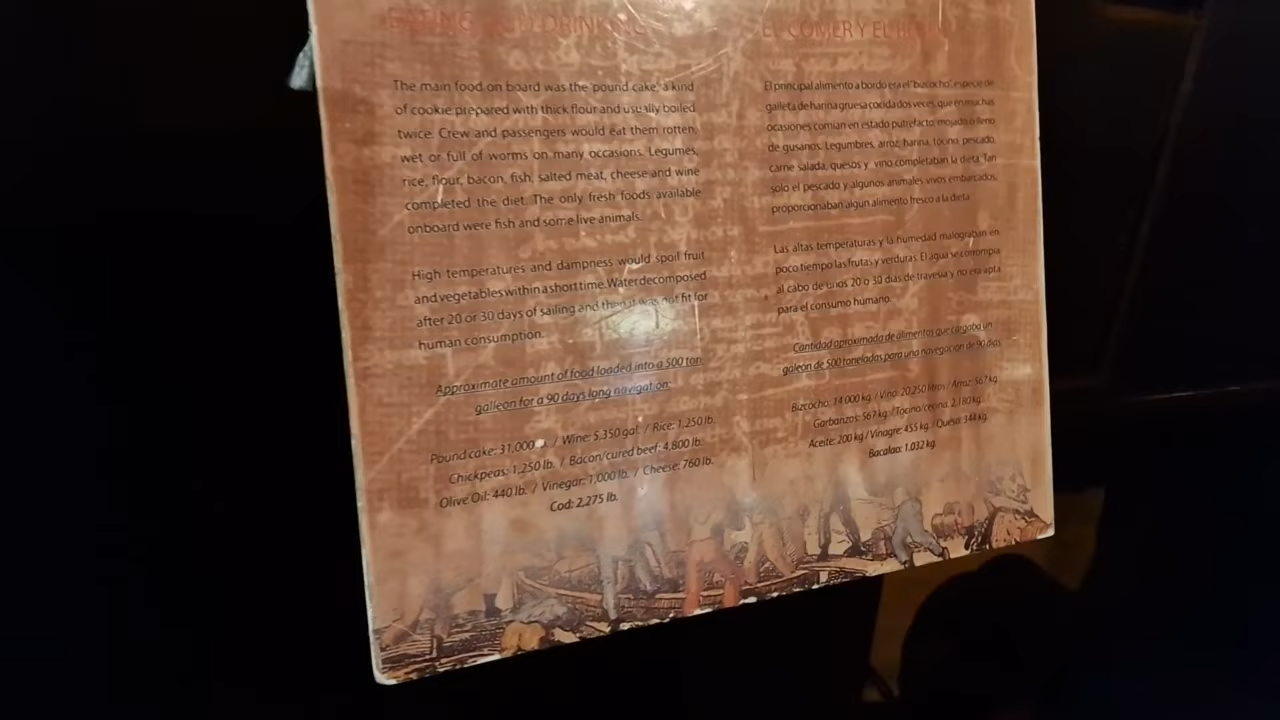 EATING AND DRINKING
The main food on board was the "pound cake", a kind
of cookie prepared with thick flour and usually boiled
twice. Crew and passengers would eat them rotten,
wet or full of worms on many occasions. Legumes,
rice, flour, bacon, fish, salted meat, cheese and wine
completed the diet. The only fresh foods available
onboard were fish and some live animals.
High temperatures and dampness would spoil fruit
and vegetables within a short time. Water decomposed
after 20 or 30 days of sailing and then it was not fit for
human consumption.
Approximate amount of food loaded into a 500 ton
galleon for a 90 days long navigation:
Pound cake: 31,000 / Wine: 5.350 gal. / Rice: 1,250 lb.
Chickpeas: 1,250 lb. / Bacon/cured beef: 4,800 lb.
Olive Oil: 440 lb. / Vinegar: 1,000 lb. / Cheese: 760 lb.
Cod: 2,275 lb.
EL COMER Y EL
El principal alimento a bordo era el "bizcocho", especie de
galleta de harina gruesa cocida dos veces, que en muchas
ocasiones comían en estado putrefacto, mojado o lleno
de gusanos. Legumbres, arroz, harina, tocino, pescado,
carne salada, quesos y vino completaban la dieta. Tan
solo el pescado y algunos animales vivos embarcados,
proporcionaban algún alimento fresco a la dieta.
Las altas temperaturas y la humedad malograban en
poco tiempo las frutas y verduras. El agua se corrompía
al cabo de unos 20 o 30 días de travesía y no era apta
para el consumo humano.
Cantidad aproximada de alimentos que cargaba un
galeón de 500 toneladas para una navegación de 90 días
Bizcocho: 14.000 kg. / Vino: 20.250 litros / Arroz: 567 kg.
Garbanzos: 567 kg. / Tocino/cecina: 2.180 kg.
Aceite: 200 kg / Vinagre: 455 kg. / Queso: 344 kg.
Bacalao: 1.032 kg.